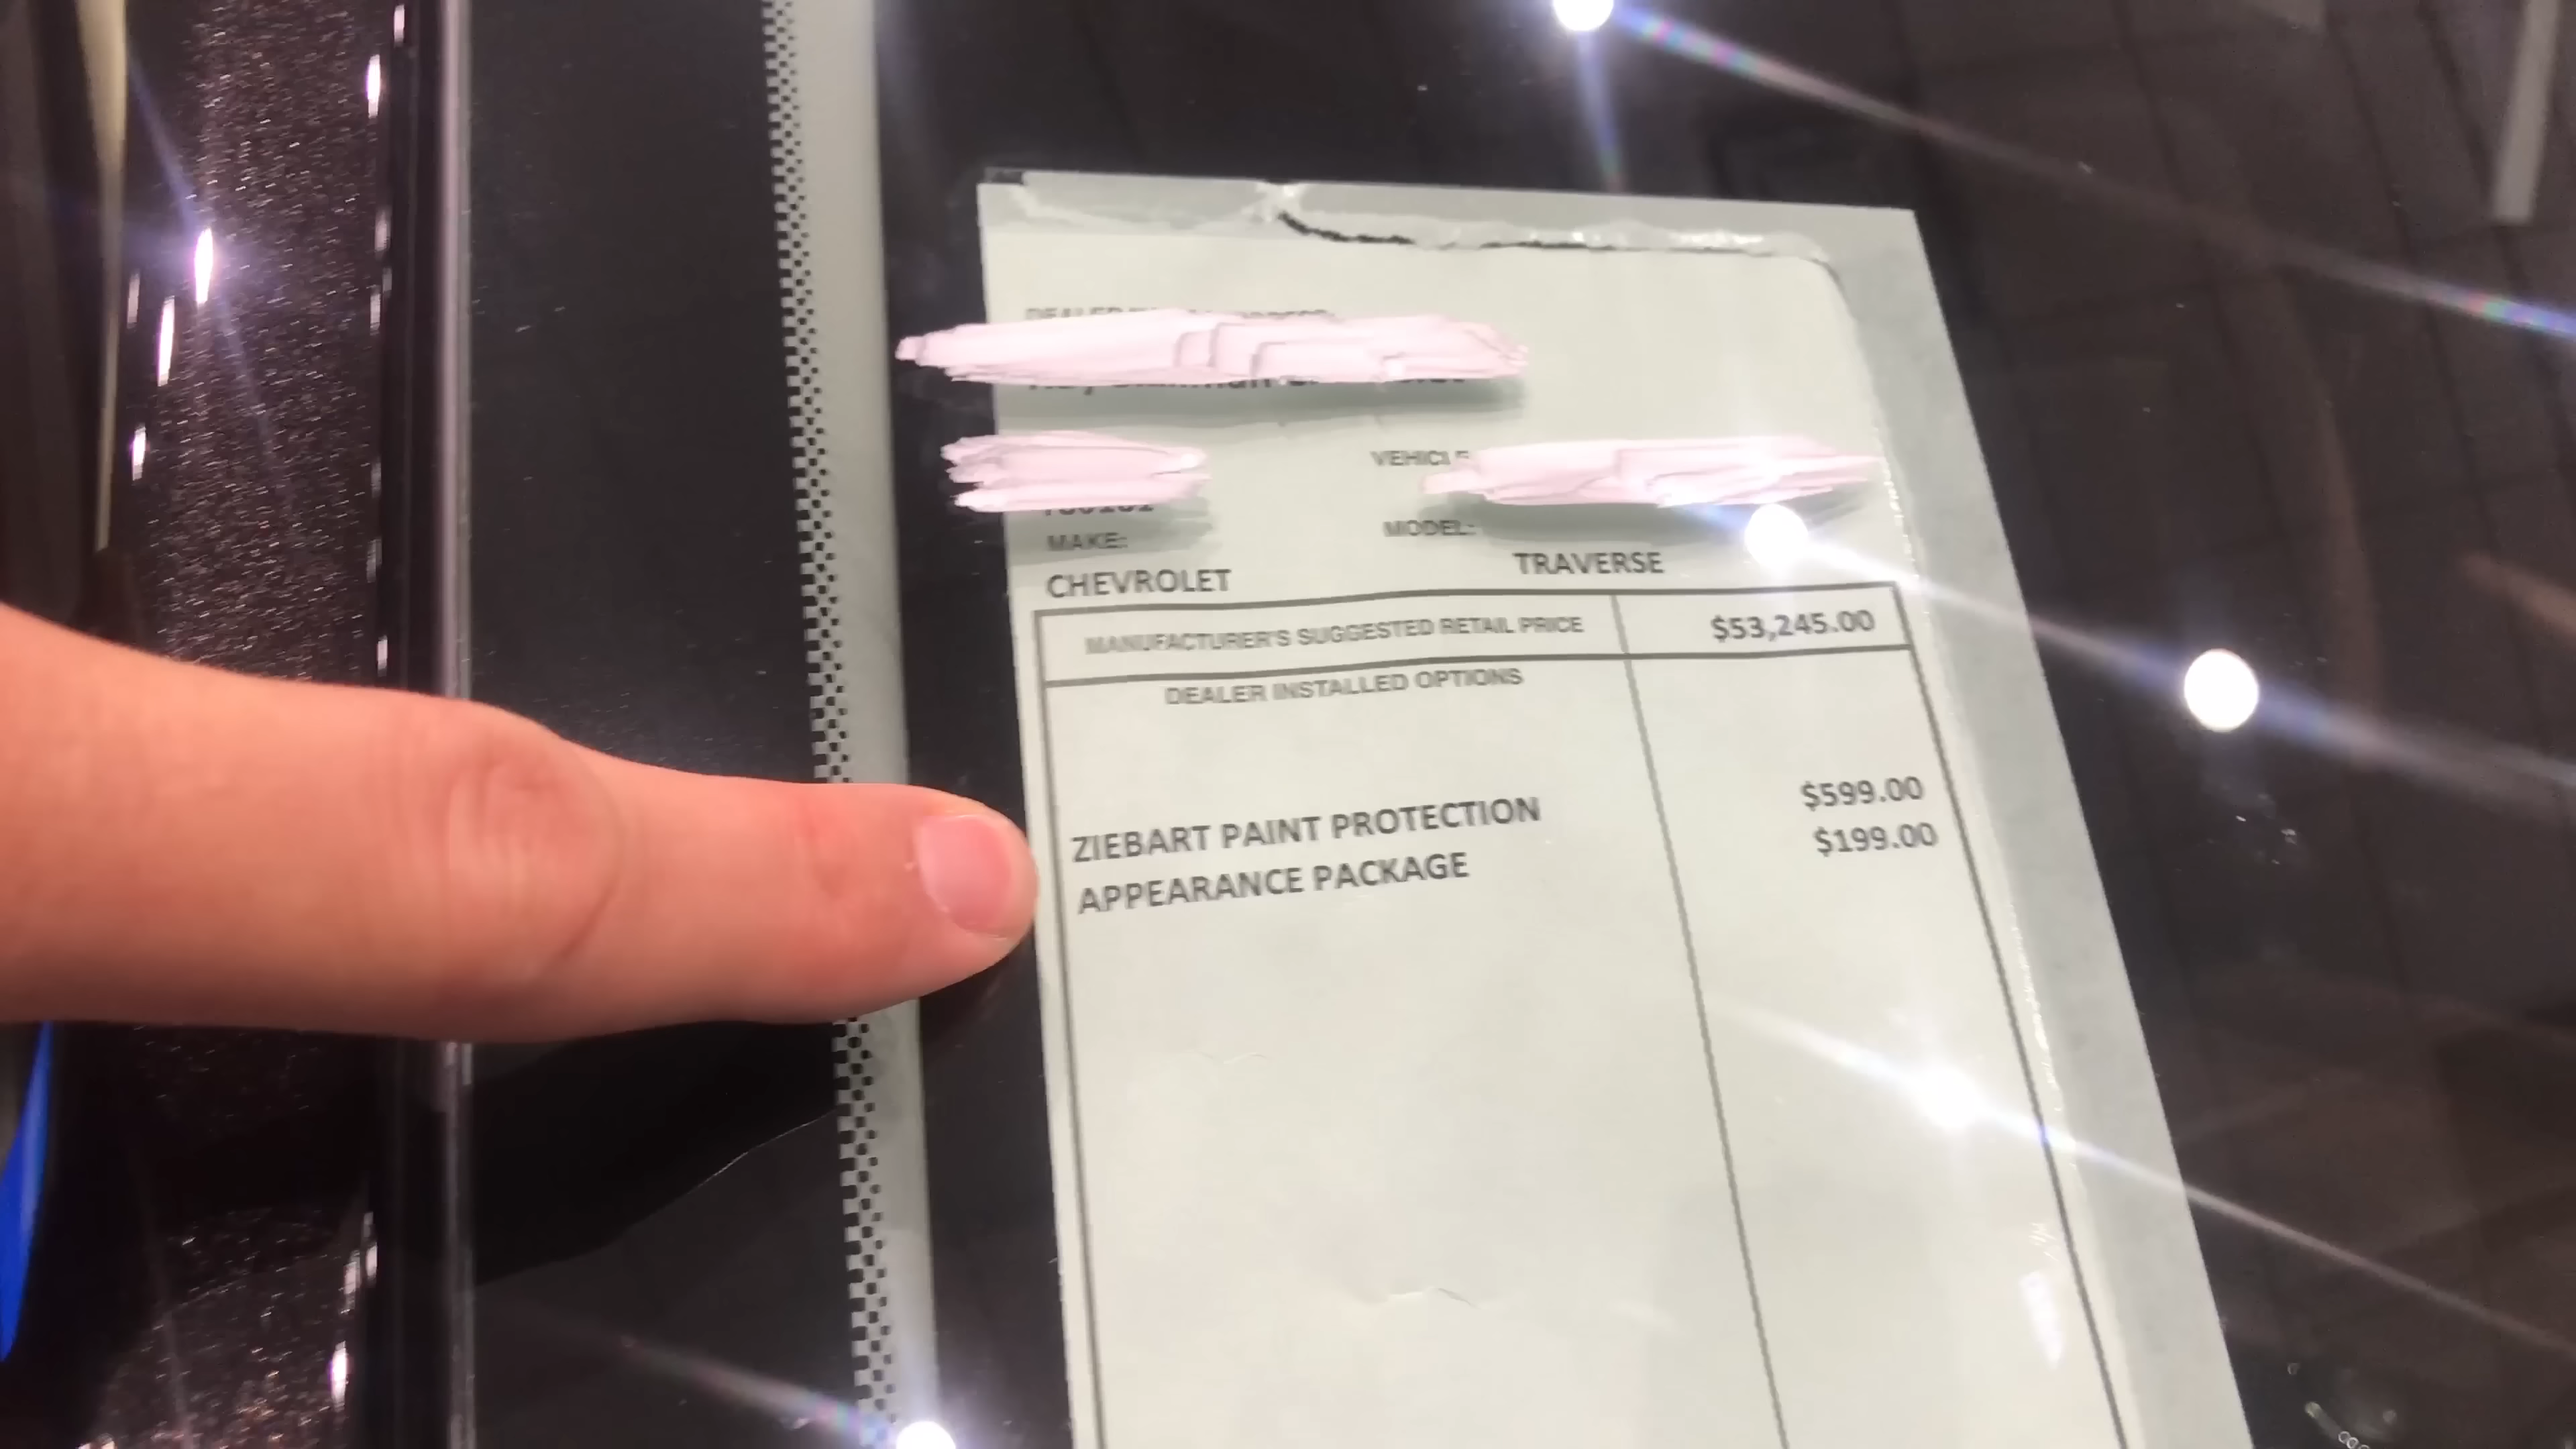 MAKE:
MODEL:
CHEVROLET
TRAVERSE
MANUFACTURER'S SUGGESTED RETAIL PRICE $53,245.00
DEALER INSTALLED OPTIONS
ZIEBART PAINT PROTECTION $599.00
APPEARANCE PACKAGE $199.00